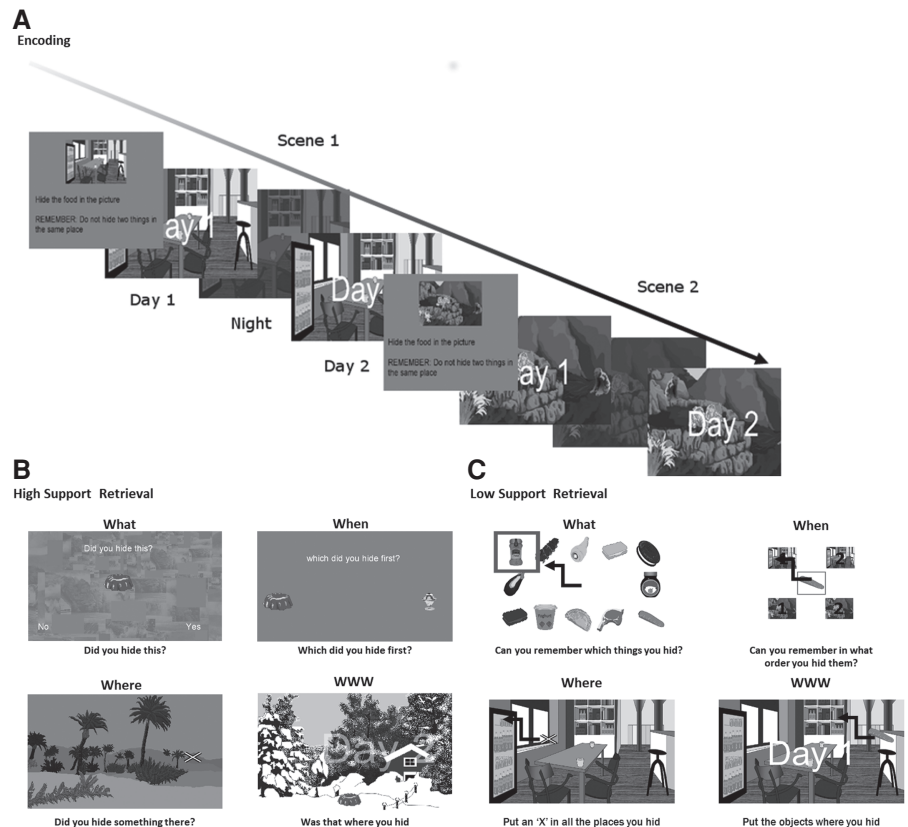 A
Encoding
Scene 1
Hide the food in the picture
REMEMBER: Do not hide two things in
the same place
ay 1
Day 1
Night
Day
Day 2
Scene 2
Hide the food in the picture
REMEMBER: Do not hide two things in
the same place
ay 1
Day 2
B
High Support Retrieval
What
Did you hide this?
No Yes
Did you hide this?
When
which did you hide first?
Which did you hide first?
Where
Did you hide something there?
WWW
Day 2
Was that where you hid
C
Low Support Retrieval
What
Can you remember which things you hid?
When
2
1 2
Can you remember in what
order you hid them?
Where
Put an ‘X’ in all the places you hid
WWW
Day 1
Put the objects where you hid